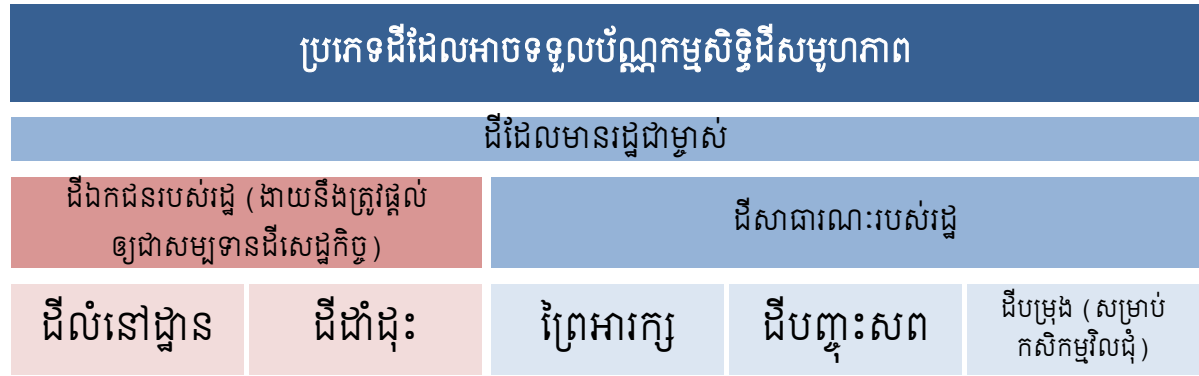 ប្រភេទដីដែលអាចទទួលប័ណ្ណកម្មសិទ្ធិដីសមូហភាព
ដីដែលមានរដ្ឋជាម្ចាស់
ដីឯកជនរបស់រដ្ឋ (ងាយនឹងត្រូវផ្តល់
ឲ្យជាសម្បទានដីសេដ្ឋកិច្ច)
ដីសាធារណៈរបស់រដ្ឋ
ដីលំនៅដ្ឋាន
ដីដាំដុះ
ព្រៃអារក្ស
ដីបញ្ចុះសព
ដីបម្រុង (សម្រាប់
កសិកម្មវិលជុំ)